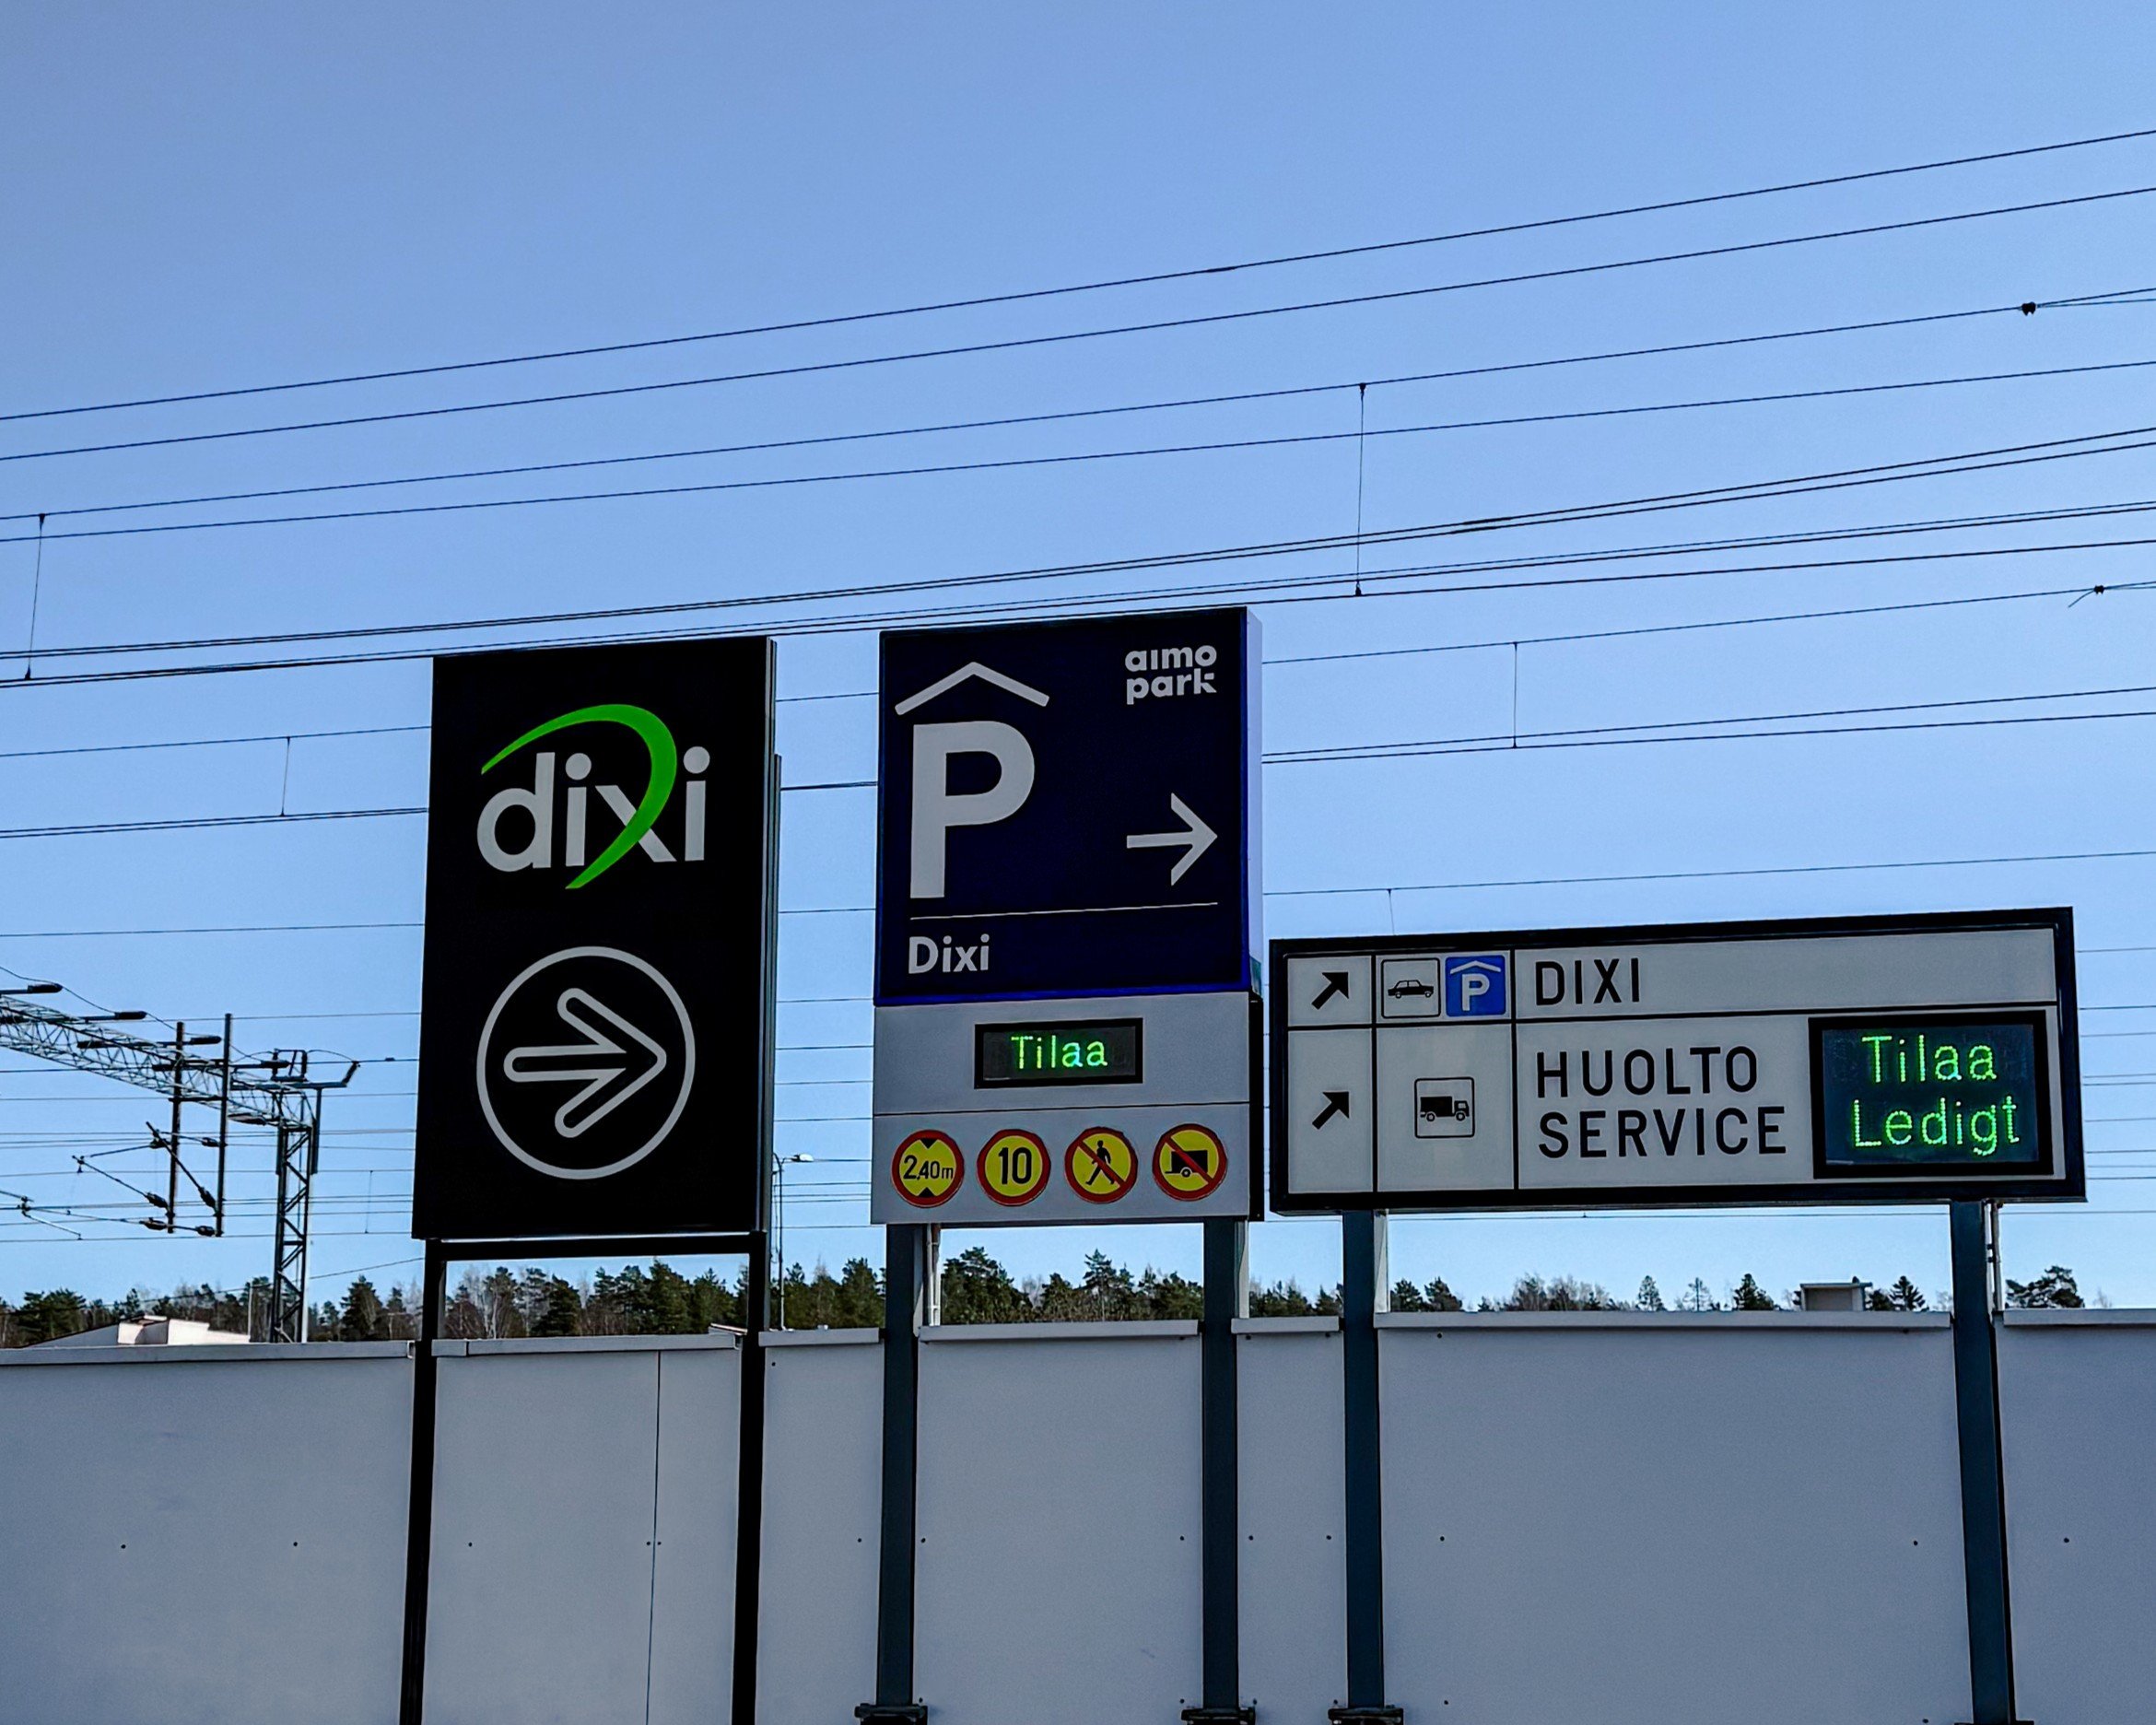 dixi
aimo
park
P
Dixi
Tilaa
2,40m
10
P
DIXI
HUOLTO
SERVICE
Tilaa
Ledigt